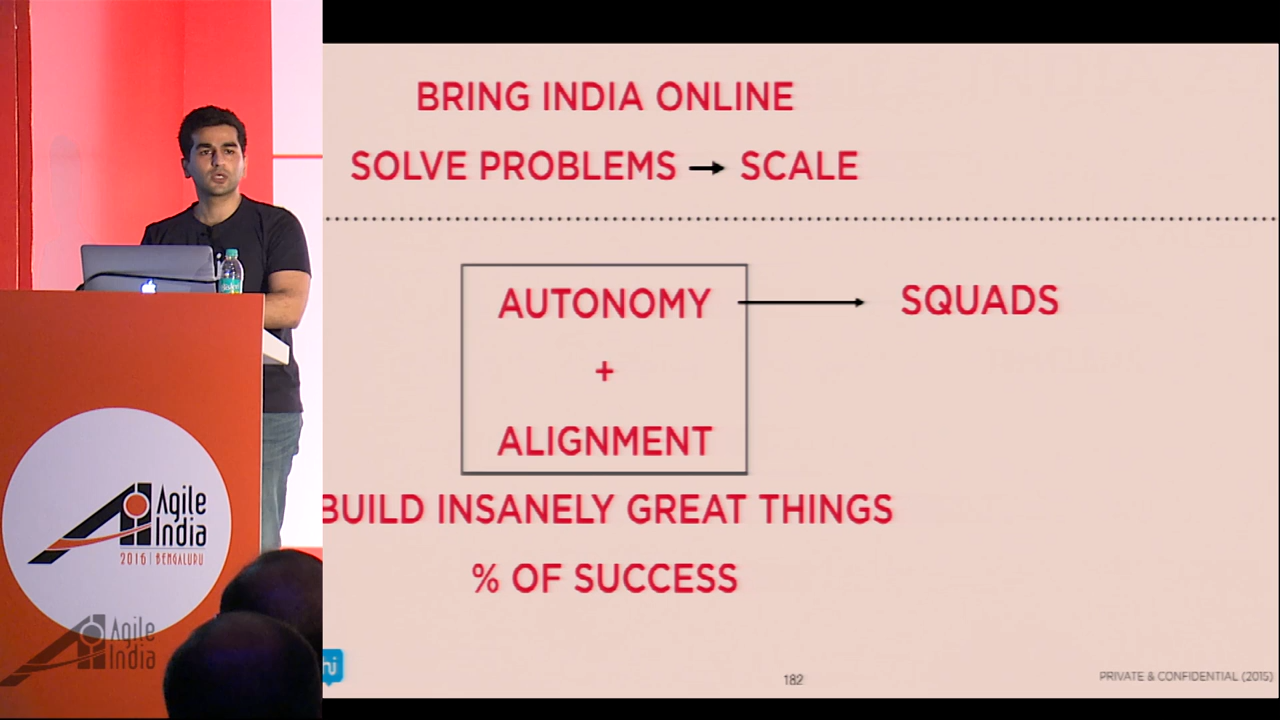 BRING INDIA ONLINE
SOLVE PROBLEMS → SCALE
AUTONOMY → SQUADS
+
ALIGNMENT
BUILD INSANELY GREAT THINGS
% OF SUCCESS
hi
182
PRIVATE & CONFIDENTIAL (2015)
Agile
India
2016 | BENGALURU
Agile
India